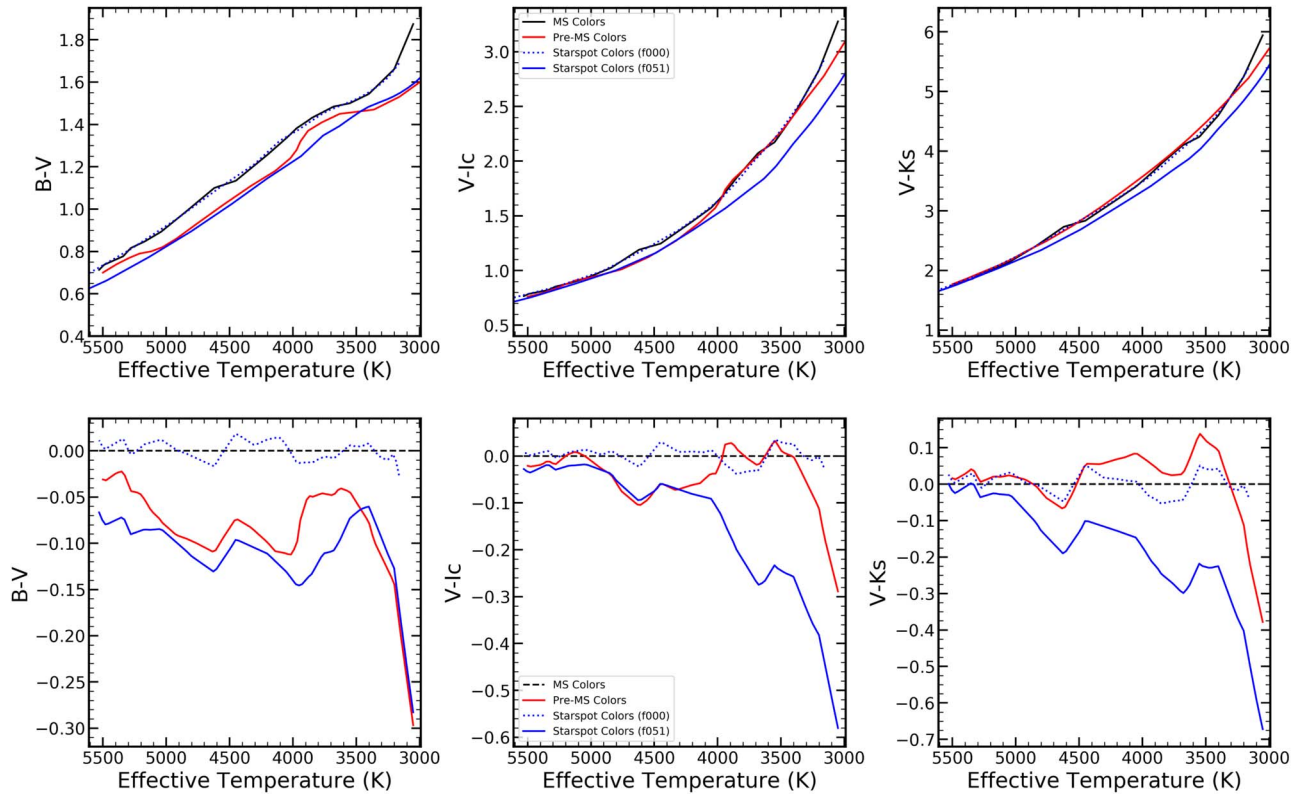 1.8
1.6
1.4
1.2
1.0
0.8
0.6
0.4
B-V
5500 5000 4500 4000 3500 3000
Effective Temperature (K)
MS Colors
Pre-MS Colors
Starspot Colors (f000)
Starspot Colors (f051)
3.0
2.5
2.0
1.5
1.0
0.5
V-Ic
5500 5000 4500 4000 3500 3000
Effective Temperature (K)
6
5
4
3
2
1
V-Ks
5500 5000 4500 4000 3500 3000
Effective Temperature (K)
0.00
−0.05
−0.10
−0.15
−0.20
−0.25
−0.30
B-V
5500 5000 4500 4000 3500 3000
Effective Temperature (K)
0.0
−0.1
−0.2
−0.3
−0.4
−0.5
−0.6
V-Ic
MS Colors
Pre-MS Colors
Starspot Colors (f000)
Starspot Colors (f051)
5500 5000 4500 4000 3500 3000
Effective Temperature (K)
0.1
0.0
−0.1
−0.2
−0.3
−0.4
−0.5
−0.6
−0.7
V-Ks
5500 5000 4500 4000 3500 3000
Effective Temperature (K)